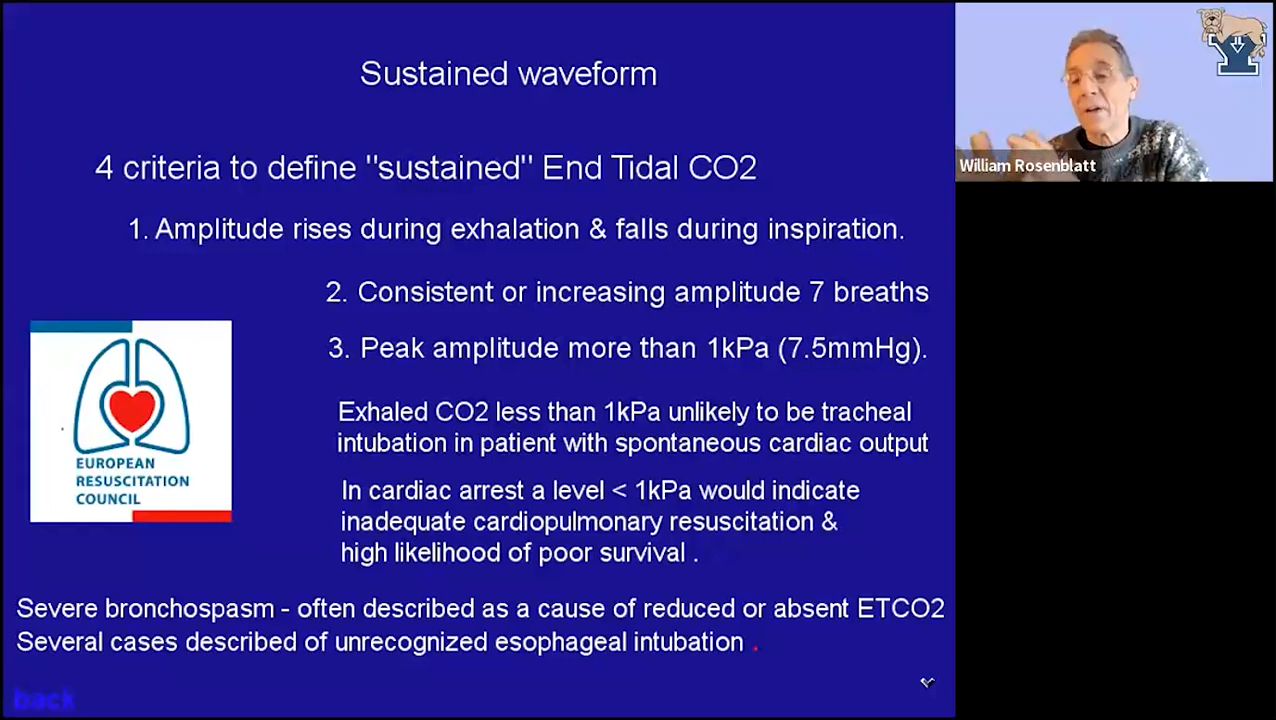 Sustained waveform
4 criteria to define "sustained" End Tidal CO2
1. Amplitude rises during exhalation & falls during inspiration.
2. Consistent or increasing amplitude 7 breaths
3. Peak amplitude more than 1kPa (7.5mmHg).
Exhaled CO2 less than 1kPa unlikely to be tracheal
intubation in patient with spontaneous cardiac output
In cardiac arrest a level < 1kPa would indicate
inadequate cardiopulmonary resuscitation &
high likelihood of poor survival .
EUROPEAN
RESUSCITATION
COUNCIL
Severe bronchospasm - often described as a cause of reduced or absent ETCO2
Several cases described of unrecognized esophageal intubation .
back
William Rosenblatt
Y